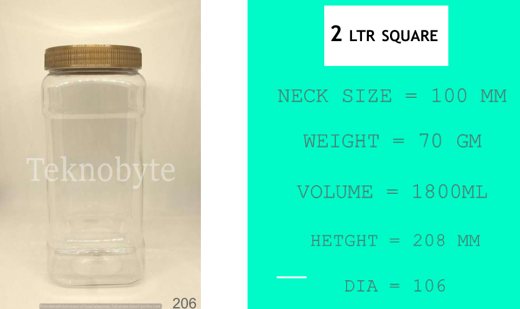 Teknobyte
206
2 LTR SQUARE
NECK SIZE = 100 MM
WEIGHT = 70 GM
VOLUME = 1800ML
HETGHT = 208 MM
DIA = 106